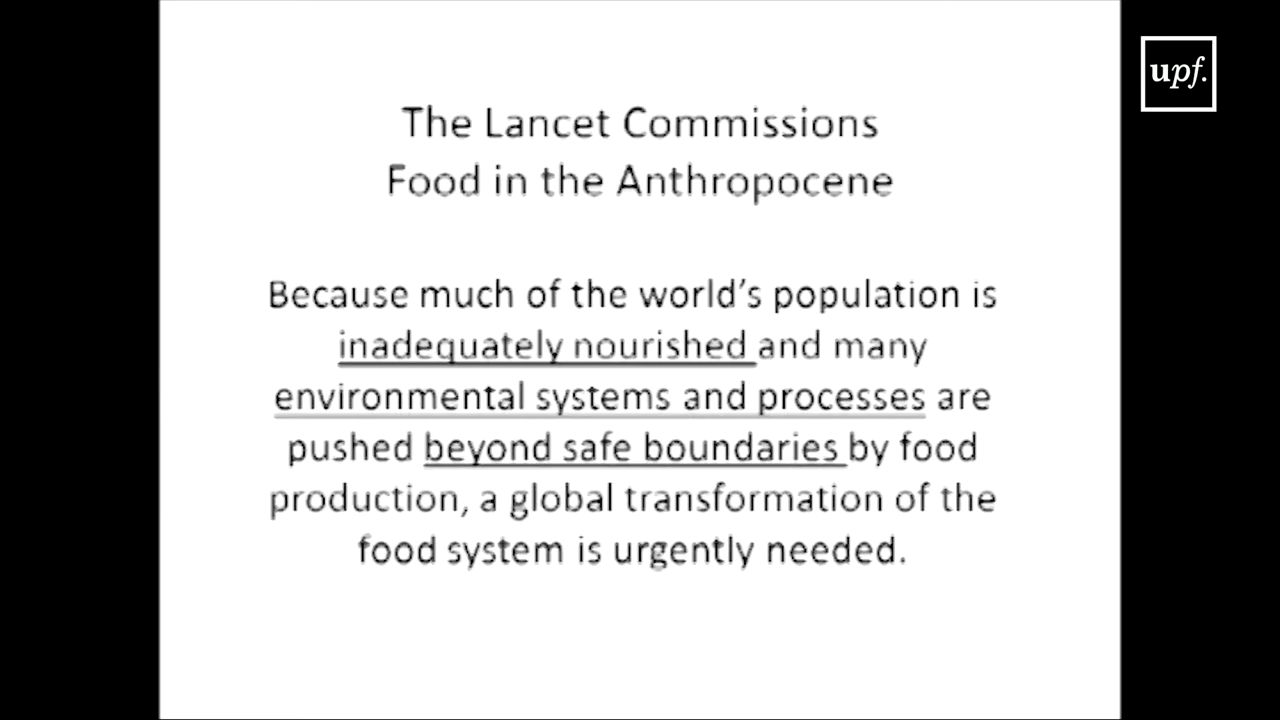 The Lancet Commissions
Food in the Anthropocene
Because much of the world's population is
inadequately nourished and many
environmental systems and processes are
pushed beyond safe boundaries by food
production, a global transformation of the
food system is urgently needed.
upf.